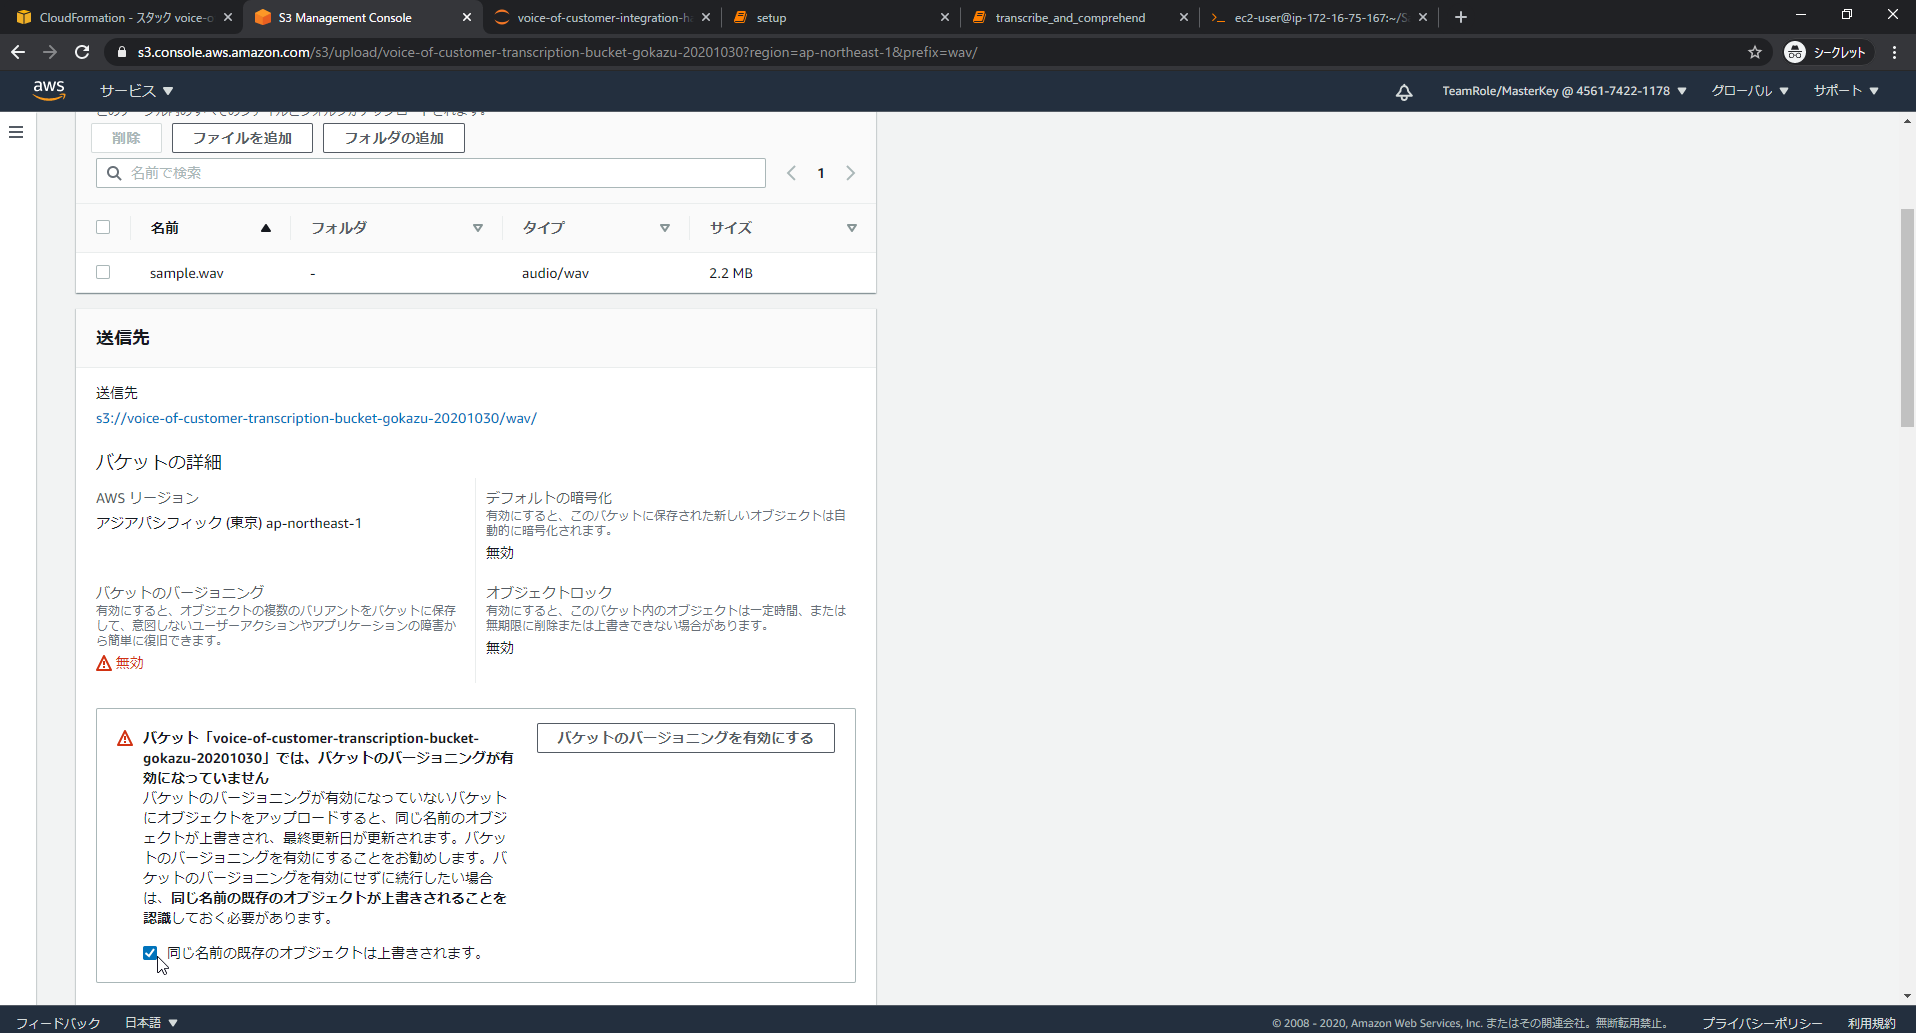 CloudFormation - スタック voice-o
S3 Management Console
voice-of-customer-integration-ha
setup
transcribe_and_comprehend
ec2-user@ip-172-16-75-167:~/S
s3.console.aws.amazon.com/s3/upload/voice-of-customer-transcription-bucket-gokazu-20201030?region=ap-northeast-1&prefix=wav/
シークレット
aws
サービス
TeamRole/MasterKey @ 4561-7422-1178
グローバル
サポート
削除
ファイルを追加
フォルダの追加
名前で検索
1
名前
フォルダ
タイプ
サイズ
sample.wav
-
audio/wav
2.2 MB
送信先
送信先
s3://voice-of-customer-transcription-bucket-gokazu-20201030/wav/
バケットの詳細
AWS リージョン
アジアパシフィック (東京) ap-northeast-1
デフォルトの暗号化
有効にすると、このバケットに保存された新しいオブジェクトは自
動的に暗号化されます。
無効
バケットのバージョニング
有効にすると、オブジェクトの複数のバリアントをバケットに保存
して、意図しないユーザーアクションやアプリケーションの障害か
ら簡単に復旧できます。
無効
オブジェクトロック
有効にすると、このバケット内のオブジェクトは一定時間、または
無期限に削除または上書きできない場合があります。
無効
バケット「voice-of-customer-transcription-bucket-
gokazu-20201030」では、バケットのバージョニングが有
効になっていません
バケットのバージョニングを有効にする
バケットのバージョニングが有効になっていないバケット
にオブジェクトをアップロードすると、同じ名前のオブジ
ェクトが上書きされ、最終更新日が更新されます。バケッ
トのバージョニングを有効にすることをお勧めします。バ
ケットのバージョニングを有効にせずに続行したい場合
は、同じ名前の既存のオブジェクトが上書きされることを
認識しておく必要があります。
同じ名前の既存のオブジェクトは上書きされます。
フィードバック
日本語
© 2008 - 2020, Amazon Web Services, Inc. またはその関連会社。無断転用禁止。
プライバシーポリシー
利用規約